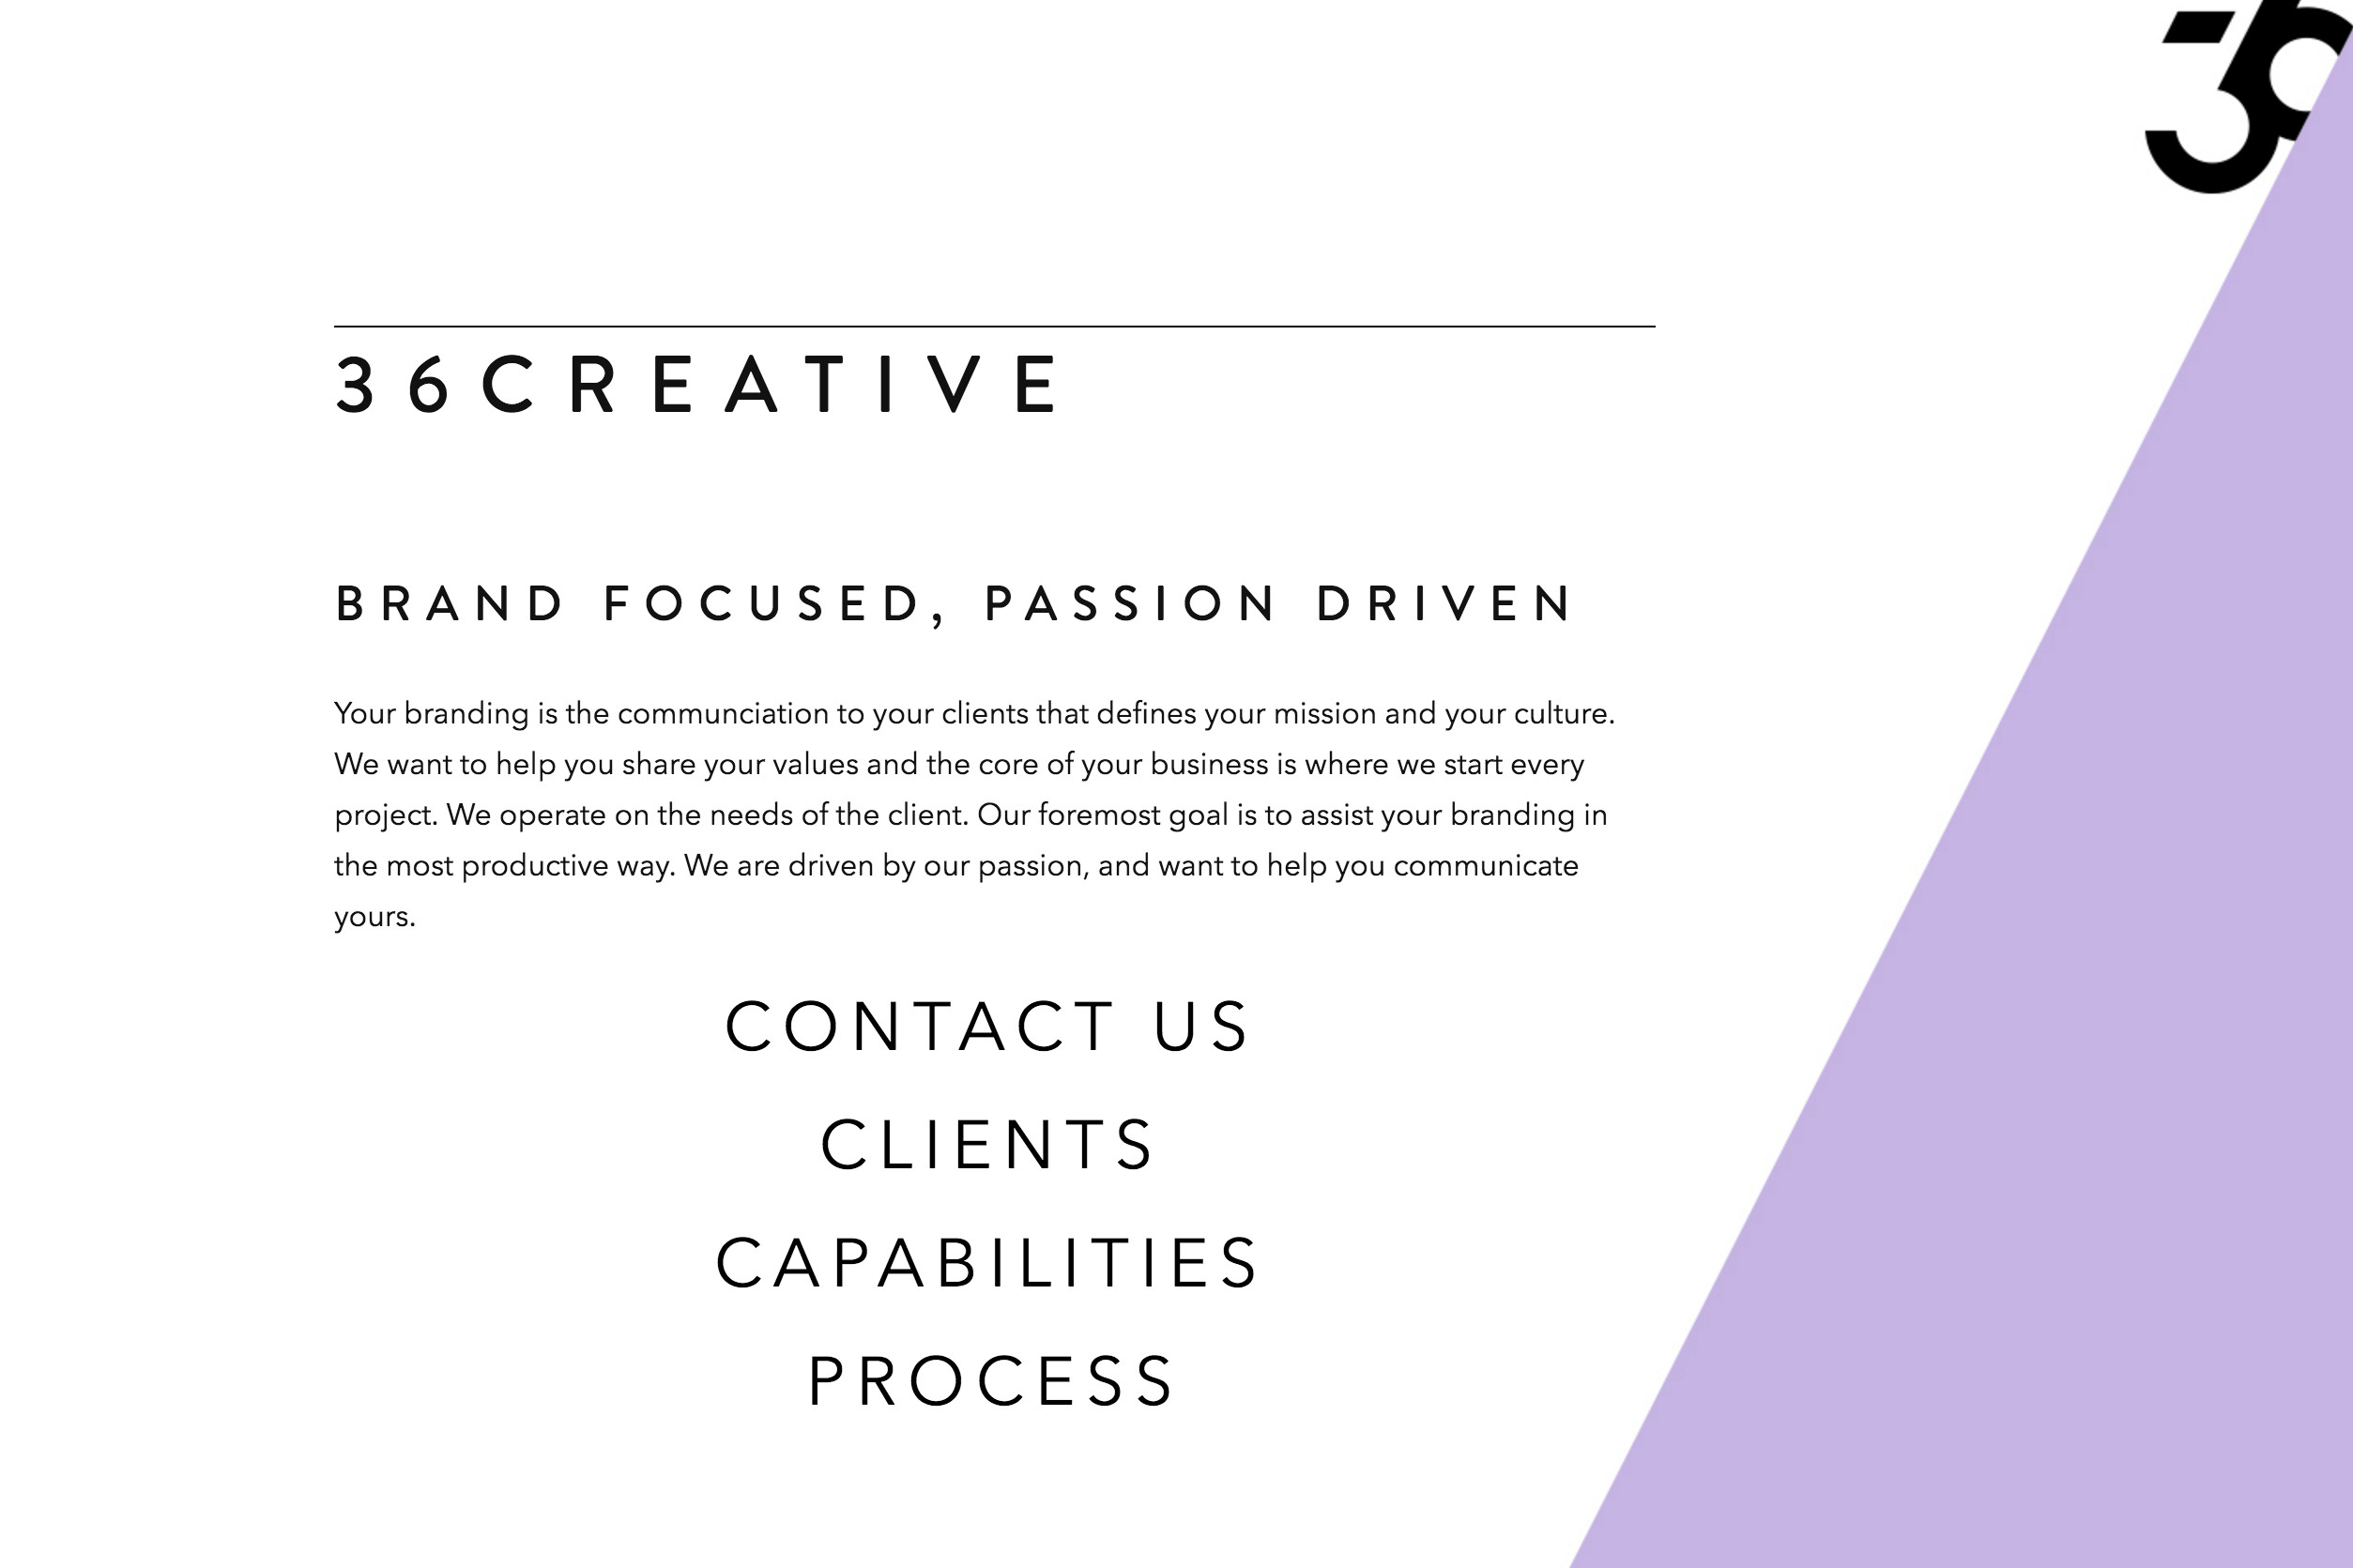 36
36CREATIVE
BRAND FOCUSED, PASSION DRIVEN
Your branding is the communciation to your clients that defines your mission and your culture.
We want to help you share your values and the core of your business is where we start every
project. We operate on the needs of the client. Our foremost goal is to assist your branding in
the most productive way. We are driven by our passion, and want to help you communicate
yours.
CONTACT US
CLIENTS
CAPABILITIES
PROCESS